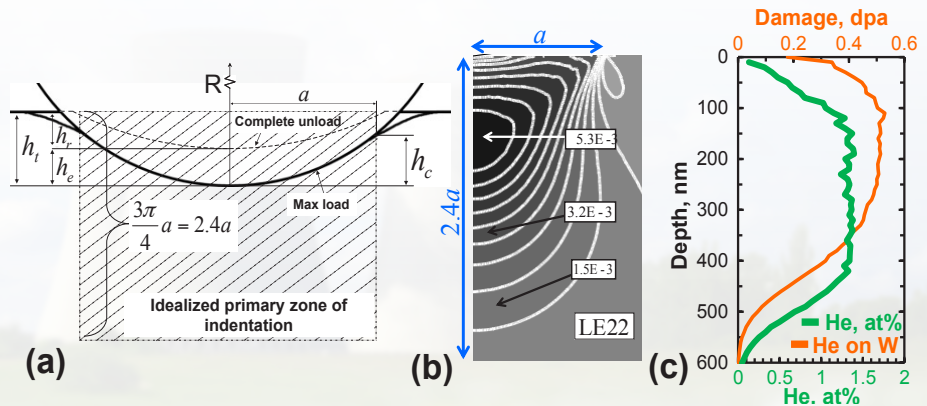 R
a
Complete unload
h_t
h_r
h_e
h_c
Max load
3π/4 a = 2.4a
Idealized primary zone of
indentation
(a)
a
2.4a
5.3E-3
3.2E-3
1.5E-3
LE22
(b)
(c)
Damage, dpa
0 0.2 0.4 0.6
Depth, nm
0
100
200
300
400
500
600
He, at%
He on W
0 0.5 1 1.5 2
He, at%